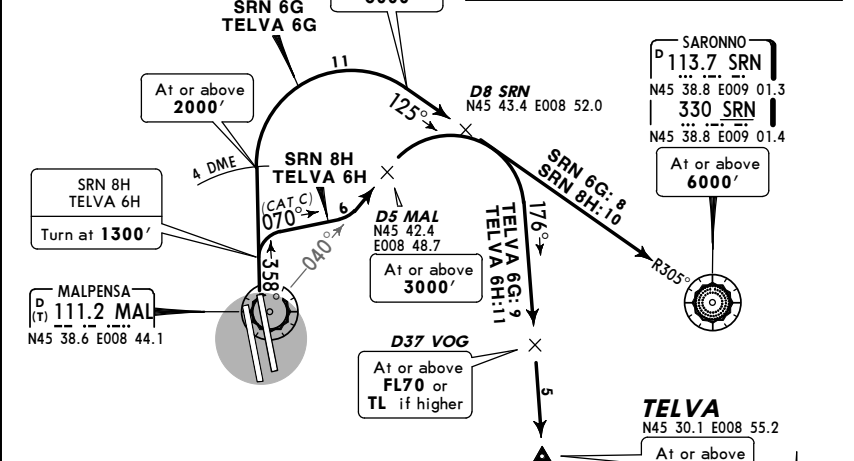 SRN 6G
TELVA 6G
11
At or above
2000′
4 DME
125°
D8 SRN
N45 43.4 E008 52.0
SARONNO
D 113.7 SRN
N45 38.8 E009 01.3
330 SRN
N45 38.8 E009 01.4
At or above
6000′
SRN 8H
TELVA 6H
Turn at 1300′
SRN 8H
TELVA 6H
(CAT C)
070°
6
040°
358°
D5 MAL
N45 42.4
E008 48.7
At or above
3000′
SRN 6G: 8
SRN 8H: 10
R305°
176°
TELVA 6G: 9
TELVA 6H: 11
MALPENSA
D
(T) 111.2 MAL
N45 38.6 E008 44.1
D37 VOG
At or above
FL70 or
TL if higher
5
TELVA
N45 30.1 E008 55.2
At or above